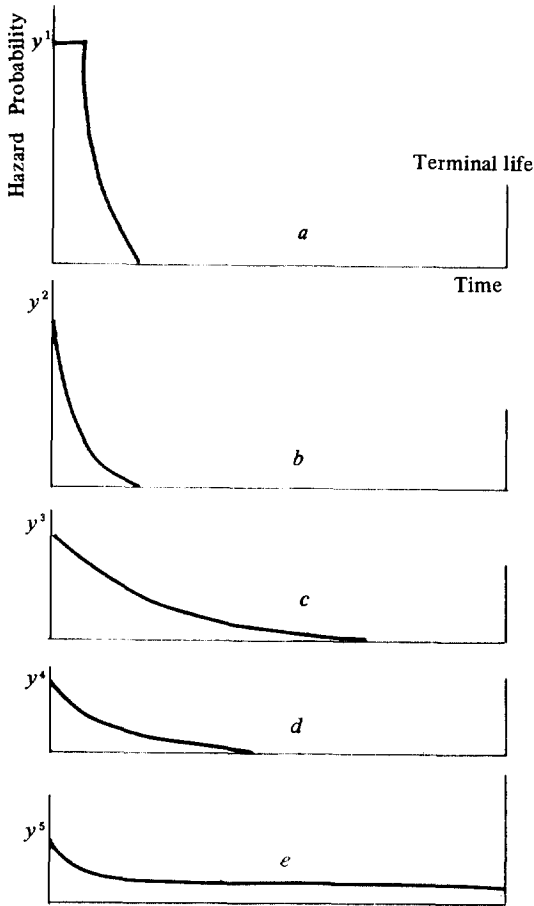 Hazard Probability
y¹
Terminal life
a
Time
y²
b
y³
c
y⁴
d
y⁵
e